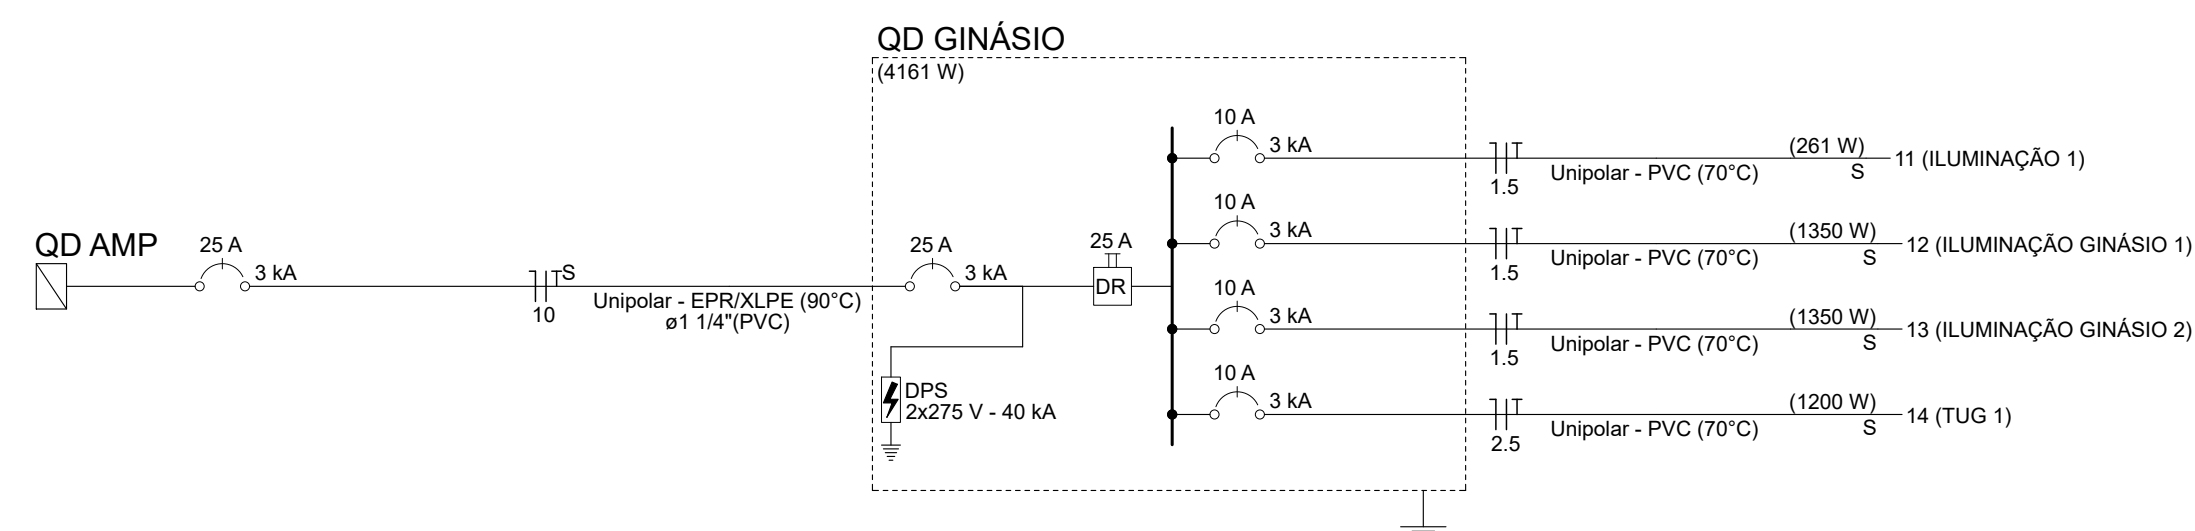 QD GINÁSIO
(4161 W)
QD AMP
25 A
3 kA
S
10
Unipolar - EPR/XLPE (90°C)
ø1 1/4"(PVC)
25 A
3 kA
DPS
2x275 V - 40 kA
25 A
DR
10 A
3 kA
1.5
Unipolar - PVC (70°C)
(261 W)
S
11 (ILUMINAÇÃO 1)
10 A
3 kA
1.5
Unipolar - PVC (70°C)
(1350 W)
S
12 (ILUMINAÇÃO GINÁSIO 1)
10 A
3 kA
1.5
Unipolar - PVC (70°C)
(1350 W)
S
13 (ILUMINAÇÃO GINÁSIO 2)
10 A
3 kA
2.5
Unipolar - PVC (70°C)
(1200 W)
S
14 (TUG 1)